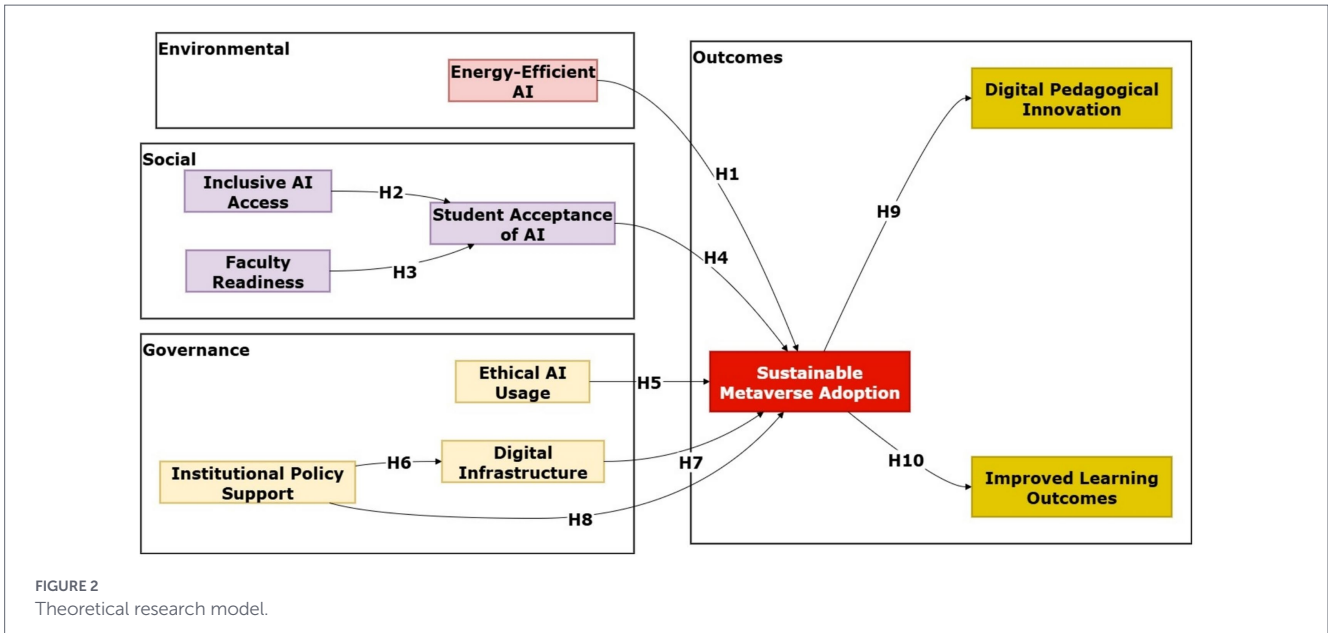 Environmental
Energy-Efficient
AI
Social
Inclusive AI
Access
H2
Student Acceptance
of AI
Faculty
Readiness
H3
Governance
Ethical AI
Usage
H5
Institutional Policy
Support
H6
Digital
Infrastructure
H7
H8
H1
H4
Outcomes
Sustainable
Metaverse Adoption
H9
Digital Pedagogical
Innovation
H10
Improved Learning
Outcomes
FIGURE 2
Theoretical research model.